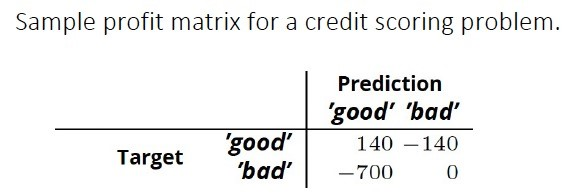 Sample profit matrix for a credit scoring problem.
Prediction
'good' 'bad'
Target 'good' 140 −140
'bad' −700 0